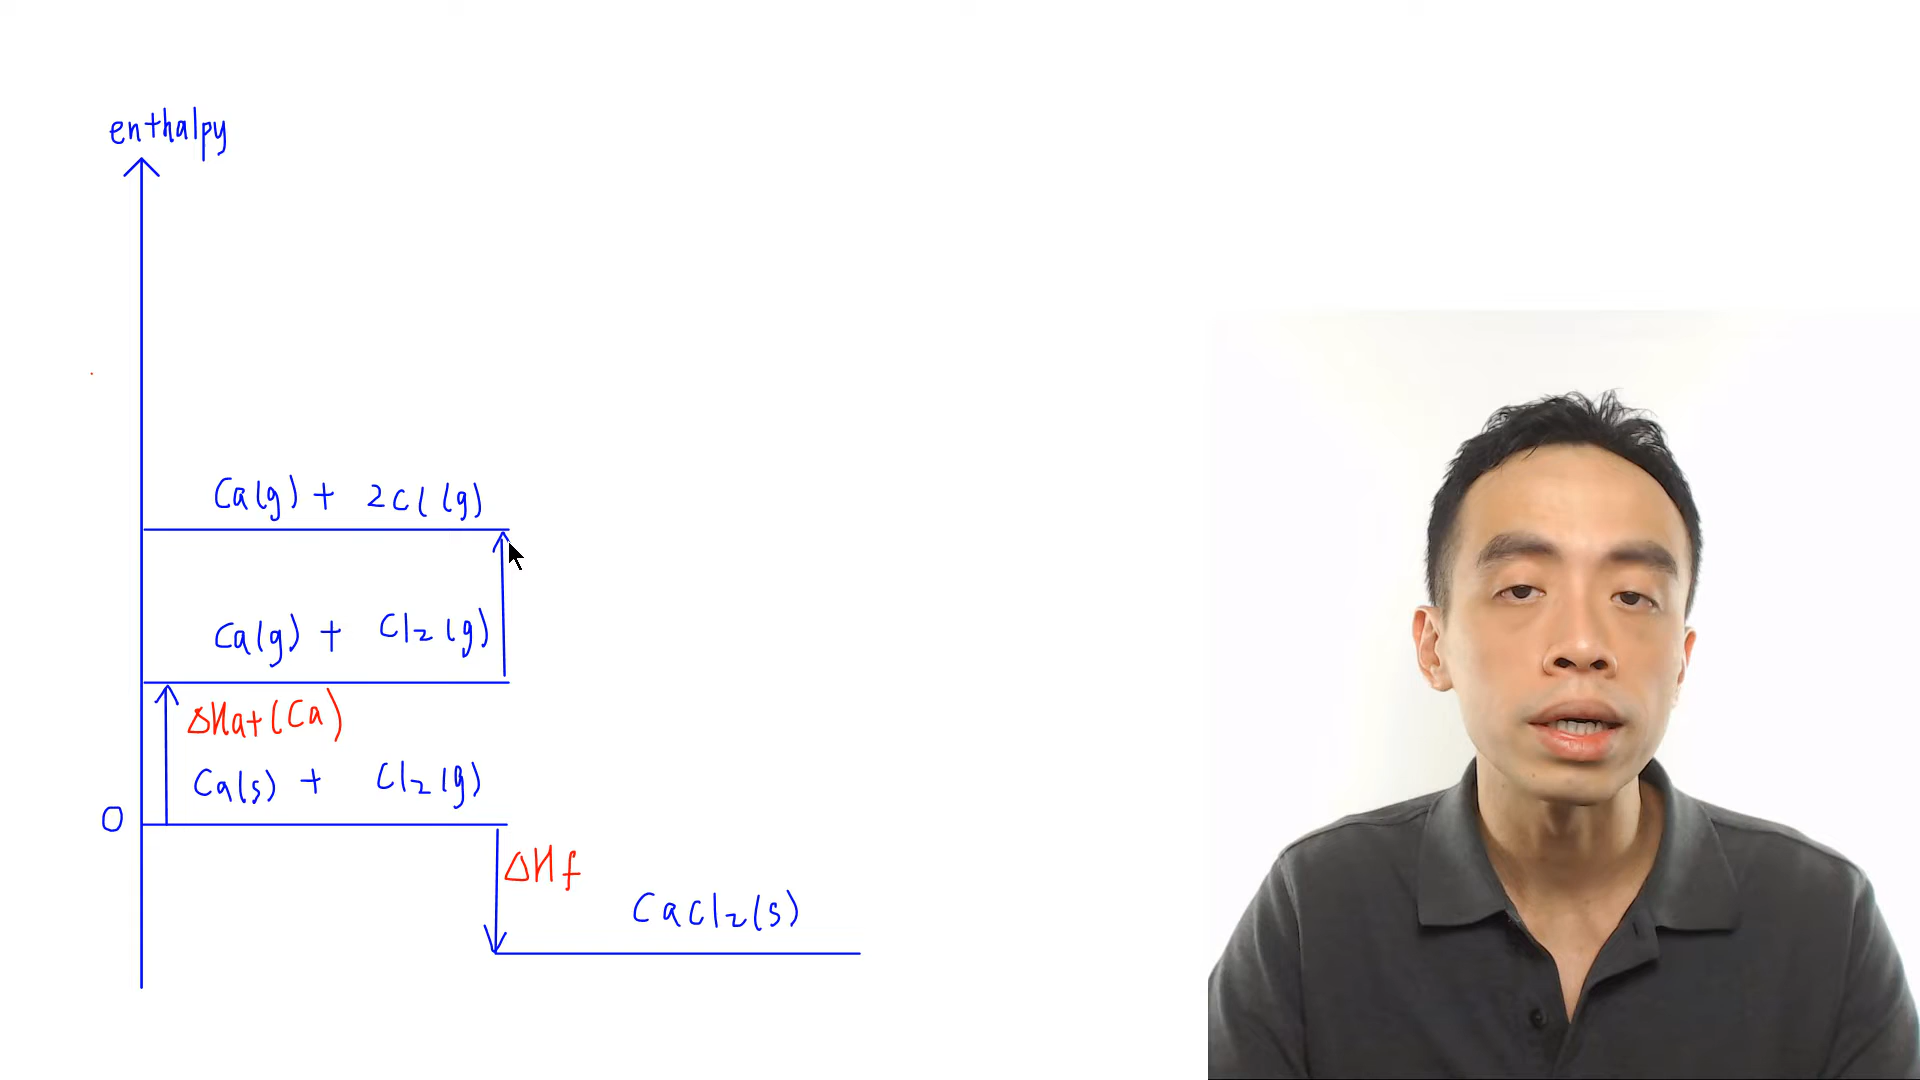 enthalpy
Ca(g) + 2Cl(g)
Ca(g) + Cl₂(g)
ΔHat(Ca)
Ca(s) + Cl₂(g)
0
ΔHf
CaCl₂(s)